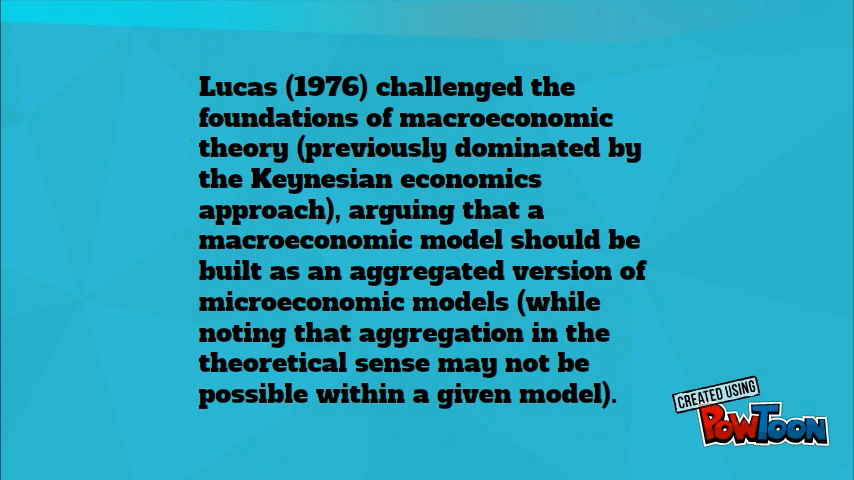 Lucas (1976) challenged the
foundations of macroeconomic
theory (previously dominated by
the Keynesian economics
approach), arguing that a
macroeconomic model should be
built as an aggregated version of
microeconomic models (while
noting that aggregation in the
theoretical sense may not be
possible within a given model).
CREATED USING
POWTOON